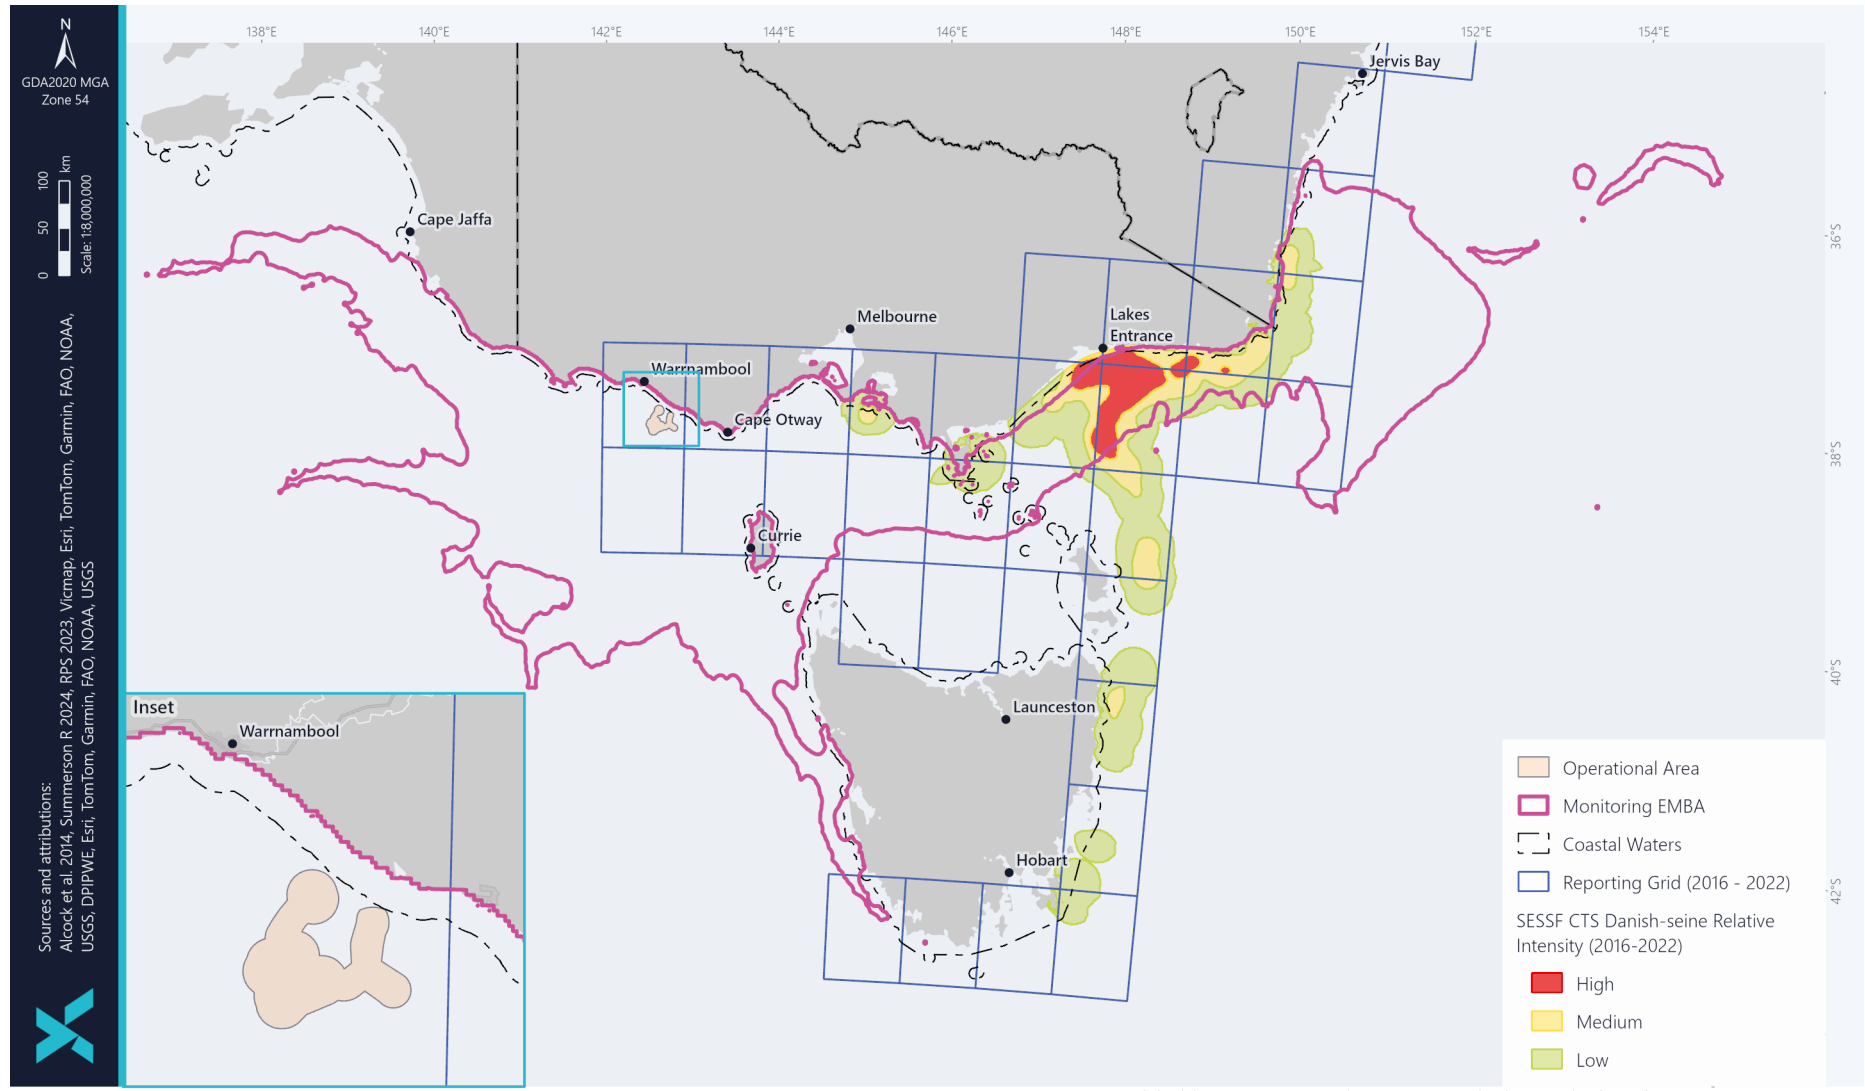 N
GDA2020 MGA
Zone 54
0 50 100 km
Scale: 1:8,000,000
Sources and attributions:
Alcock et al. 2014, Summerson R 2024, RPS 2023, Vicmap, Esri, TomTom, Garmin, FAO, NOAA,
USGS, DPIPWE, Esri, TomTom, Garmin, FAO, NOAA, USGS
138°E 140°E 142°E 144°E 146°E 148°E 150°E 152°E 154°E
Jervis Bay
Cape Jaffa
36°S
Melbourne
Lakes
Entrance
Warrnambool
Cape Otway
38°S
Currie
40°S
Launceston
Hobart
42°S
Inset
Warrnambool
Operational Area
Monitoring EMBA
Coastal Waters
Reporting Grid (2016 - 2022)
SESSF CTS Danish-seine Relative
Intensity (2016-2022)
High
Medium
Low